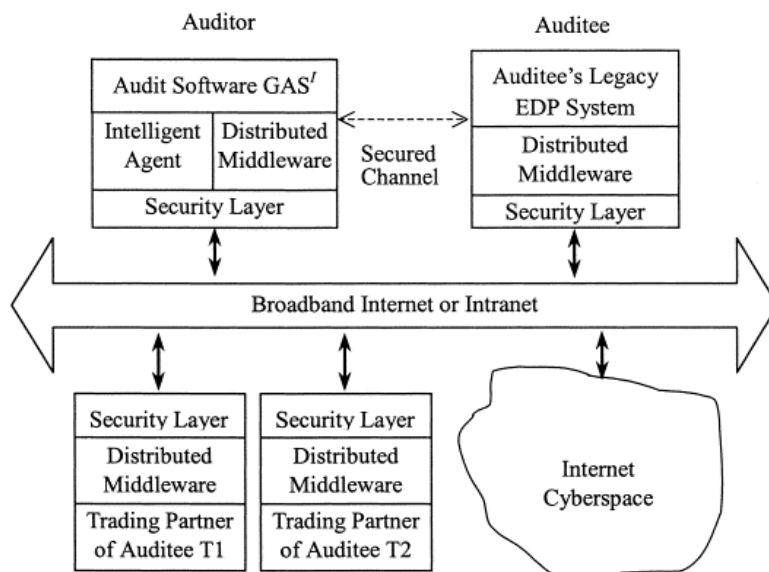 Auditor
Auditee
Audit Software GASᴵ
Intelligent
Agent
Distributed
Middleware
Security Layer
Secured
Channel
Auditee's Legacy
EDP System
Distributed
Middleware
Security Layer
Broadband Internet or Intranet
Security Layer
Distributed
Middleware
Trading Partner
of Auditee T1
Security Layer
Distributed
Middleware
Trading Partner
of Auditee T2
Internet
Cyberspace